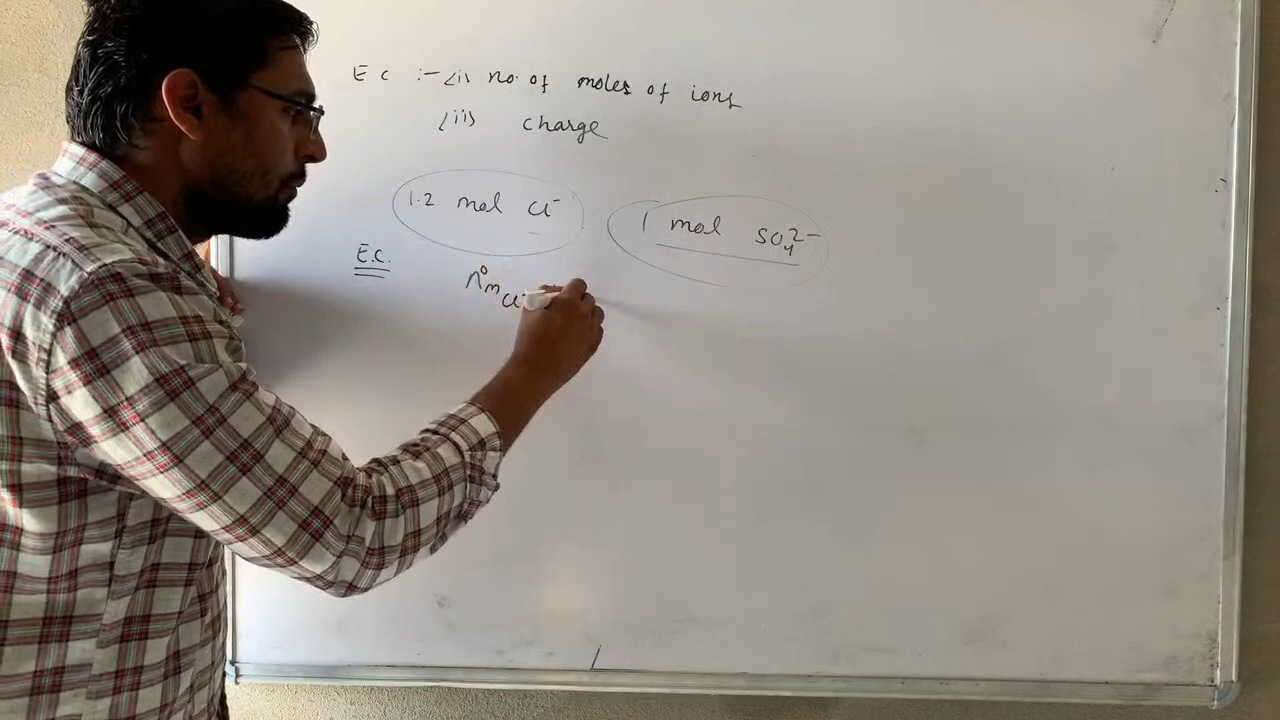 E C :- (i) no. of moles of ions
(ii) charge
1.2 mol Cl⁻ 1 mol SO₄²⁻
E.C. Λ°m Cl⁻